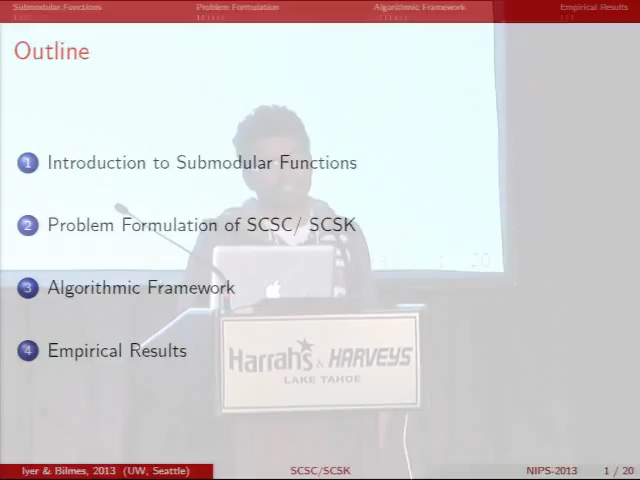 Submodular Functions Problem Formulation Algorithmic Framework Empirical Results
Outline
1 Introduction to Submodular Functions
2 Problem Formulation of SCSC/ SCSK
3 Algorithmic Framework
4 Empirical Results
Harrah's & HARVEYS
LAKE TAHOE
Iyer & Bilmes, 2013 (UW, Seattle) SCSC/SCSK NIPS-2013 1 / 20